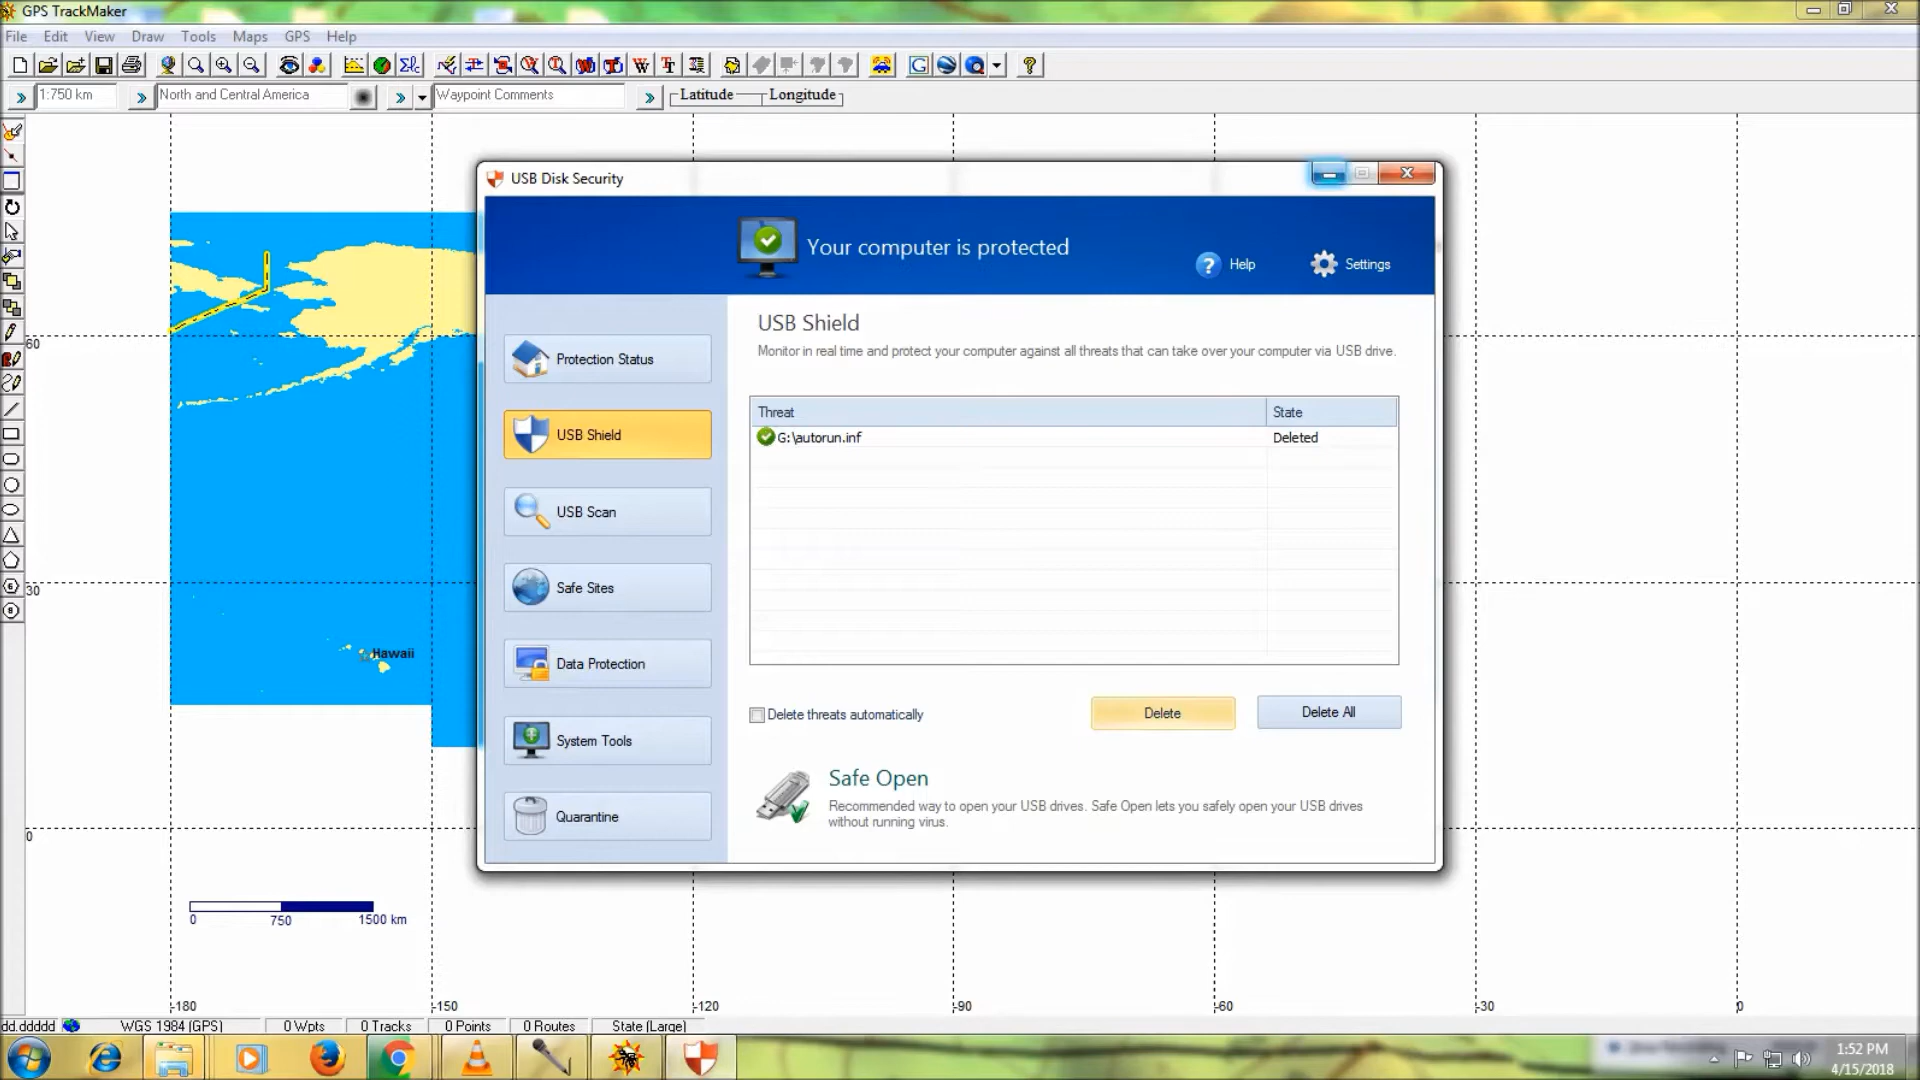 GPS TrackMaker
File Edit View Draw Tools Maps GPS Help
1:750 km North and Central America Waypoint Comments Latitude Longitude
USB Disk Security
Your computer is protected
Help Settings
USB Shield
Monitor in real time and protect your computer against all threats that can take over your computer via USB drive.
Protection Status
USB Shield
USB Scan
Safe Sites
Data Protection
System Tools
Quarantine
Threat State
G:\autorun.inf Deleted
Delete threats automatically Delete Delete All
Safe Open
Recommended way to open your USB drives. Safe Open lets you safely open your USB drives
without running virus.
60
30
Hawaii
0
0 750 1500 km
-180 -150 -120 -90 -60 -30 0
dd.ddddd WGS 1984 (GPS) 0 Wpts 0 Tracks 0 Points 0 Routes State (Large)
1:52 PM
4/15/2018